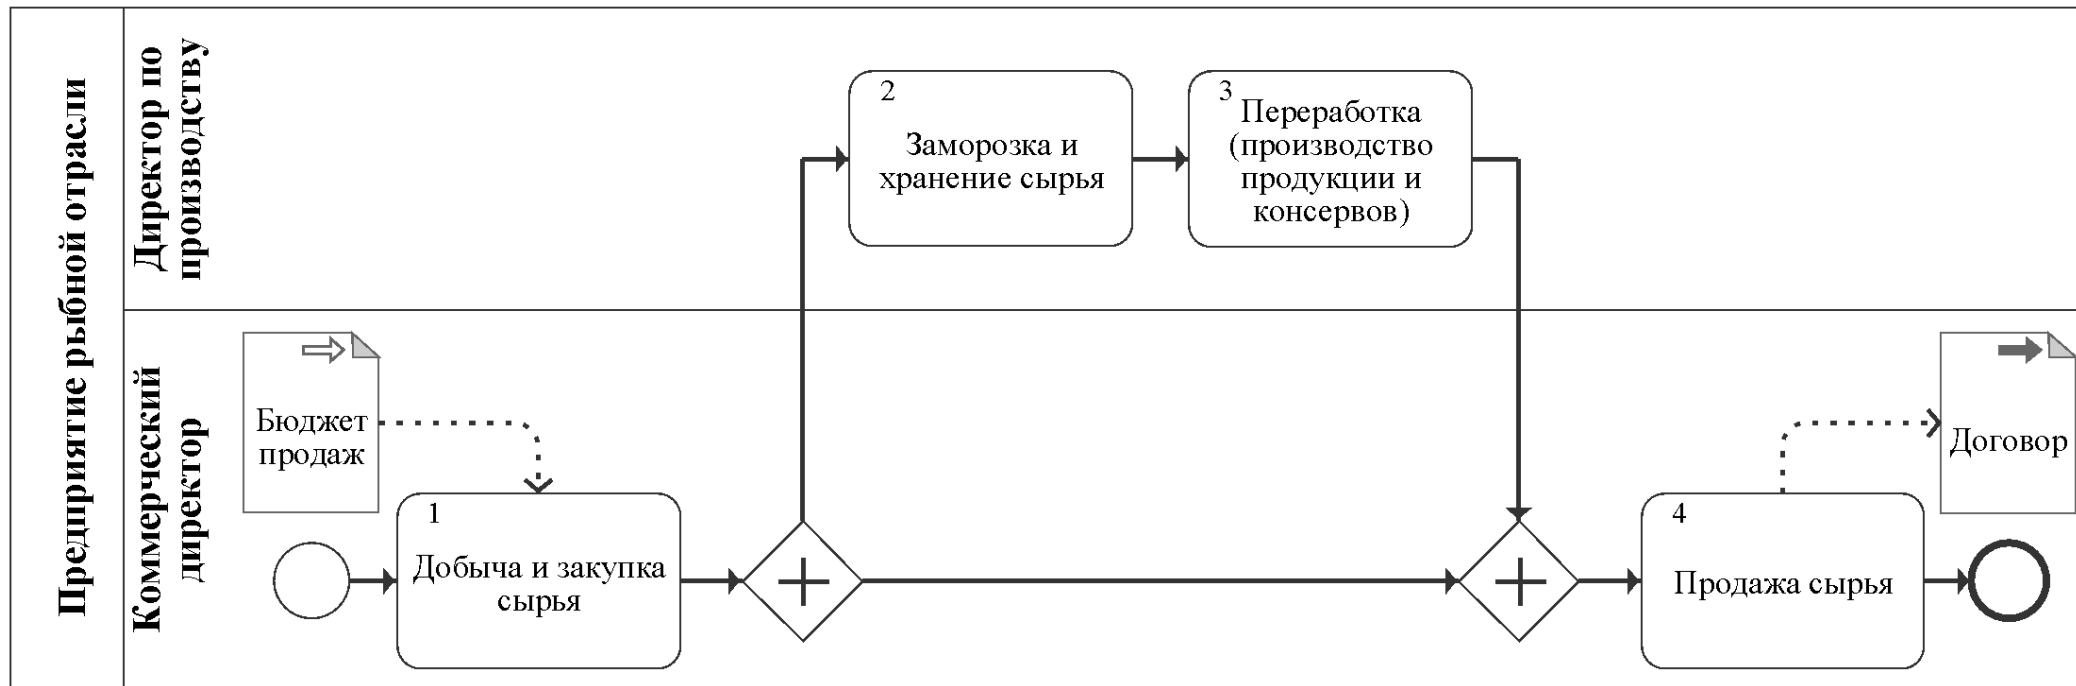 Предприятие рыбной отрасли
Директор по
производству
2
Заморозка и
хранение сырья
3
Переработка
(производство
продукции и
консервов)
Коммерческий
директор
Бюджет
продаж
1
Добыча и закупка
сырья
4
Продажа сырья
Договор